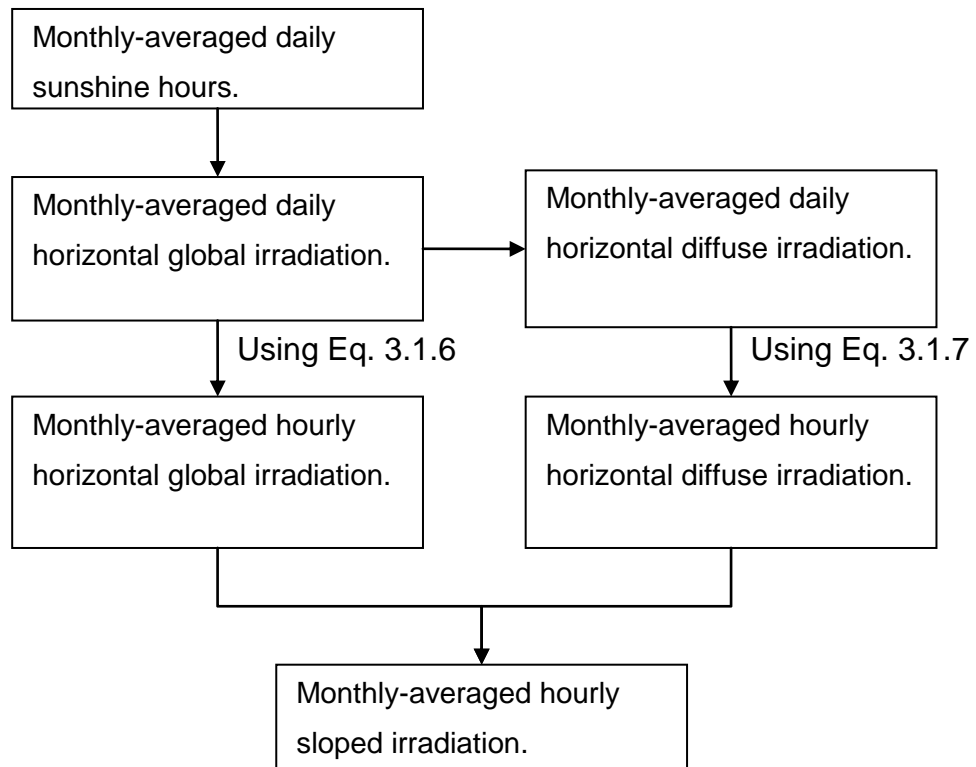 Monthly-averaged daily
sunshine hours.
Monthly-averaged daily
horizontal global irradiation.
Monthly-averaged daily
horizontal diffuse irradiation.
Using Eq. 3.1.6
Using Eq. 3.1.7
Monthly-averaged hourly
horizontal global irradiation.
Monthly-averaged hourly
horizontal diffuse irradiation.
Monthly-averaged hourly
sloped irradiation.